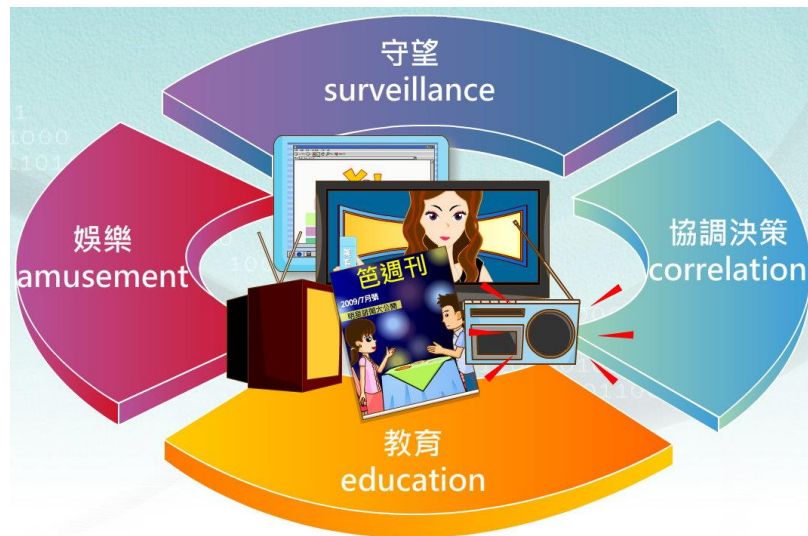 守望
surveillance
娛樂
amusement
協調決策
correlation
笆週刊
2009/7月號
教育
education